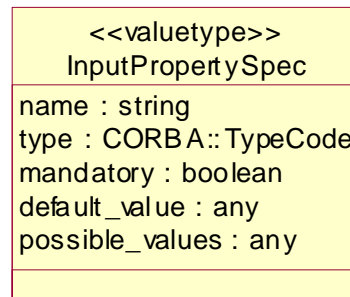 <<valuetype>>
InputPropertySpec
name : string
type : CORBA::TypeCode
mandatory : boolean
default_value : any
possible_values : any